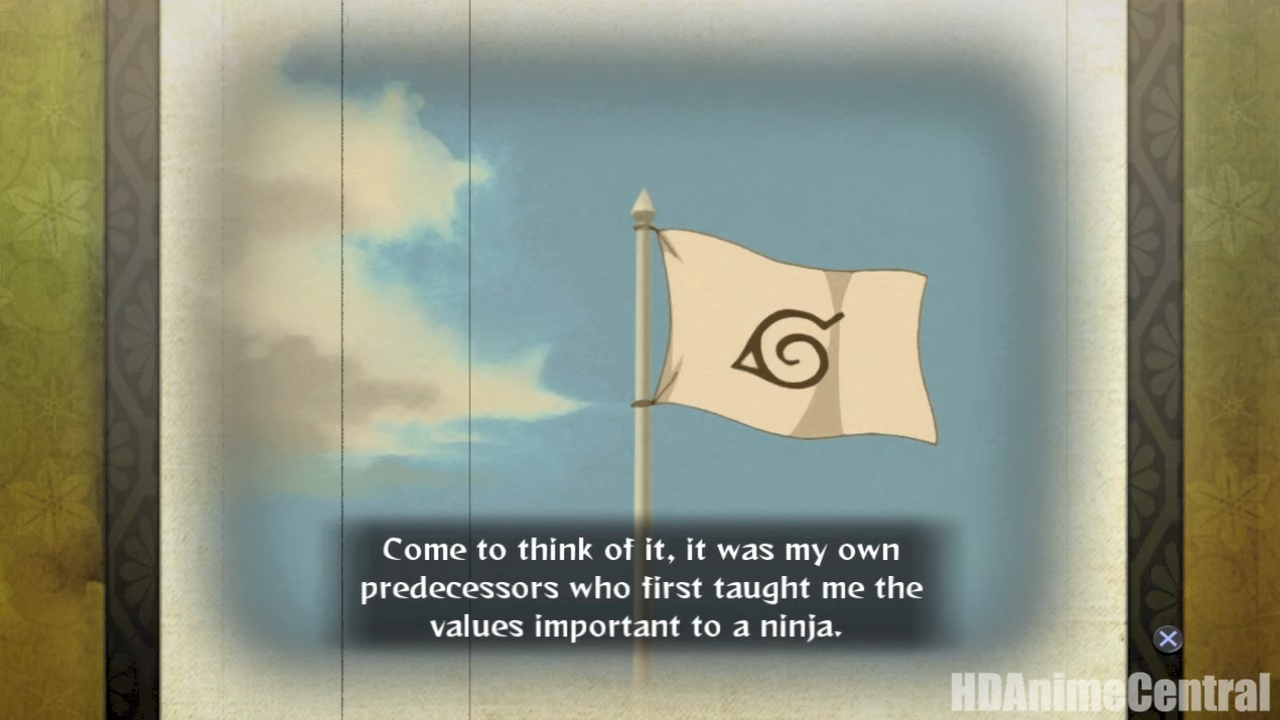 Come to think of it, it was my own
predecessors who first taught me the
values important to a ninja.
HDAnimeCentral